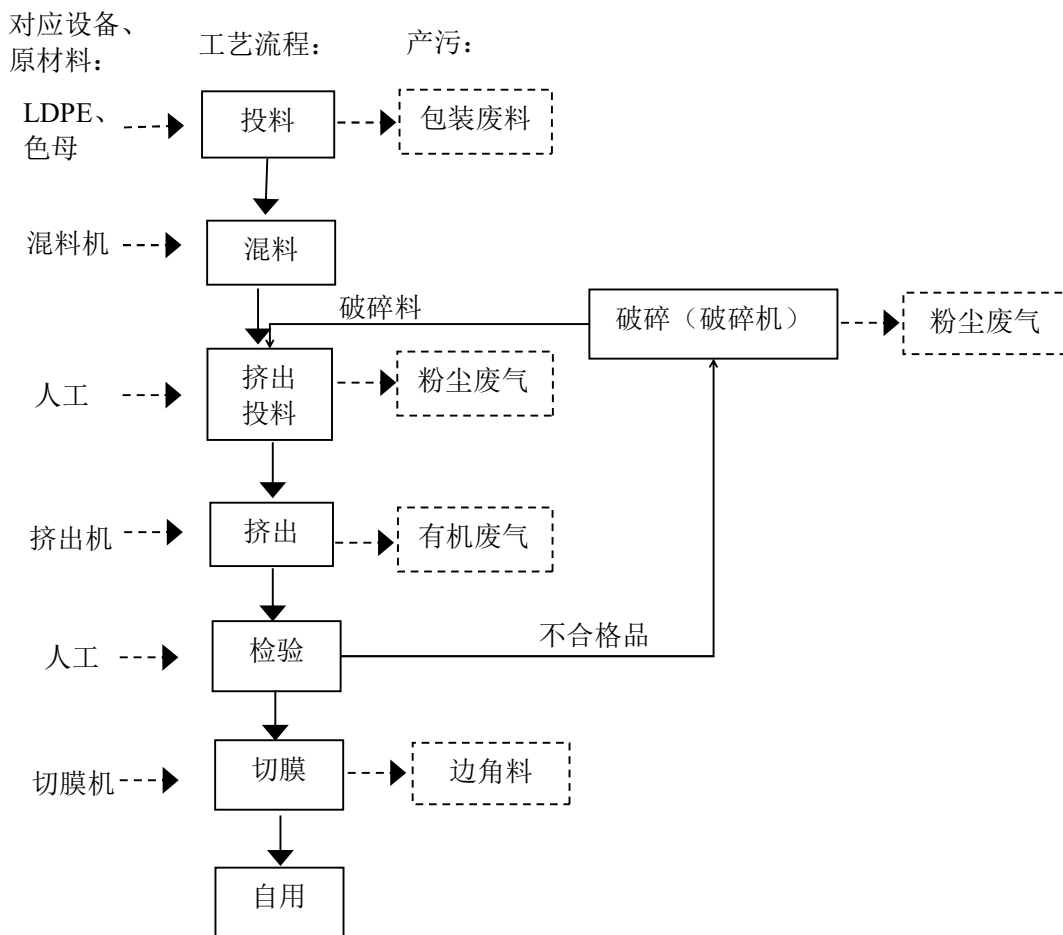 对应设备、
原材料：
工艺流程：
产污：
LDPE、
色母
投料
包装废料
混料机
混料
破碎料
破碎（破碎机）
粉尘废气
人工
挤出
投料
粉尘废气
挤出机
挤出
有机废气
人工
检验
不合格品
切膜机
切膜
边角料
自用